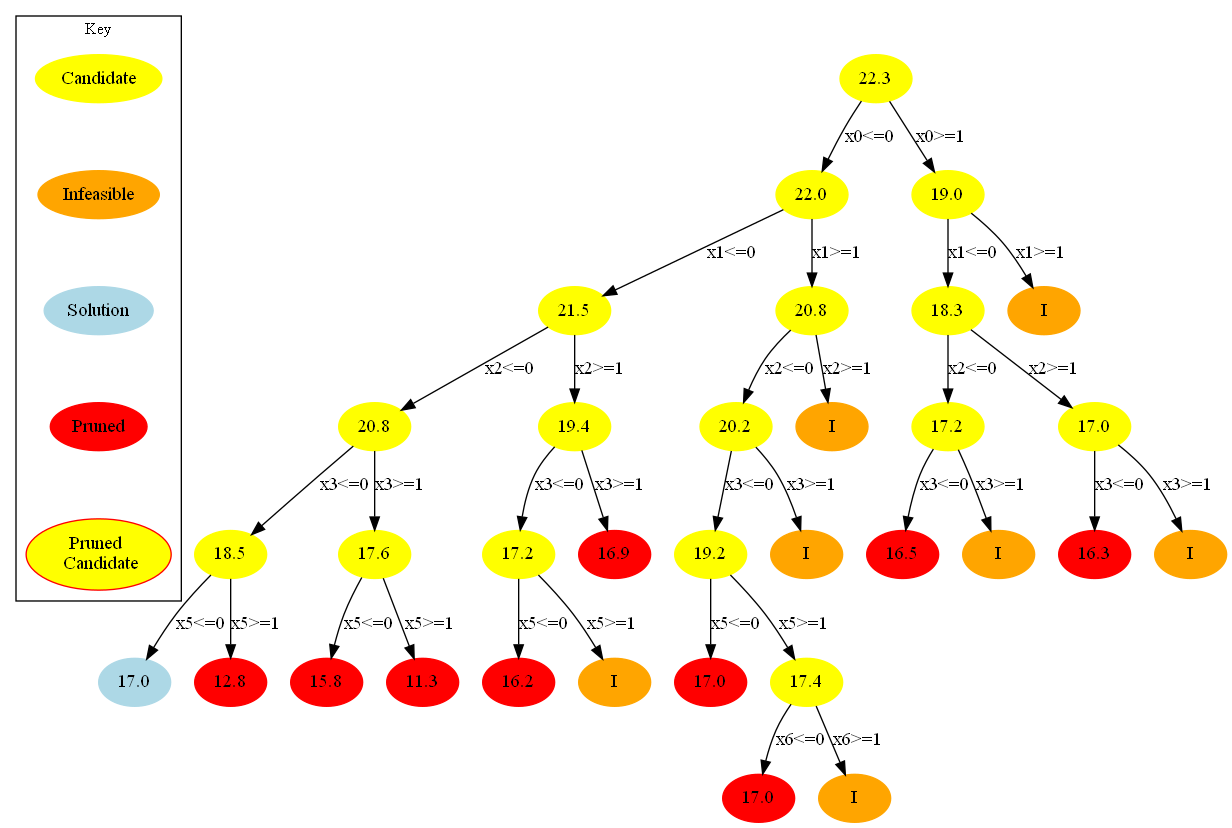 Key
Candidate
Infeasible
Solution
Pruned
Pruned
Candidate
22.3
x0<=0
x0>=1
22.0
19.0
x1<=0
x1>=1
x1<=0
x1>=1
21.5
20.8
18.3
I
x2<=0
x2>=1
x2<=0
x2>=1
x2<=0
x2>=1
20.8
19.4
20.2
I
17.2
17.0
x3<=0
x3>=1
x3<=0
x3>=1
x3<=0
x3>=1
x3<=0
x3>=1
x3<=0
x3>=1
18.5
17.6
17.2
16.9
19.2
I
16.5
I
16.3
I
x5<=0
x5>=1
x5<=0
x5>=1
x5<=0
x5>=1
x5<=0
x5>=1
17.0
12.8
15.8
11.3
16.2
I
17.0
17.4
x6<=0
x6>=1
17.0
I